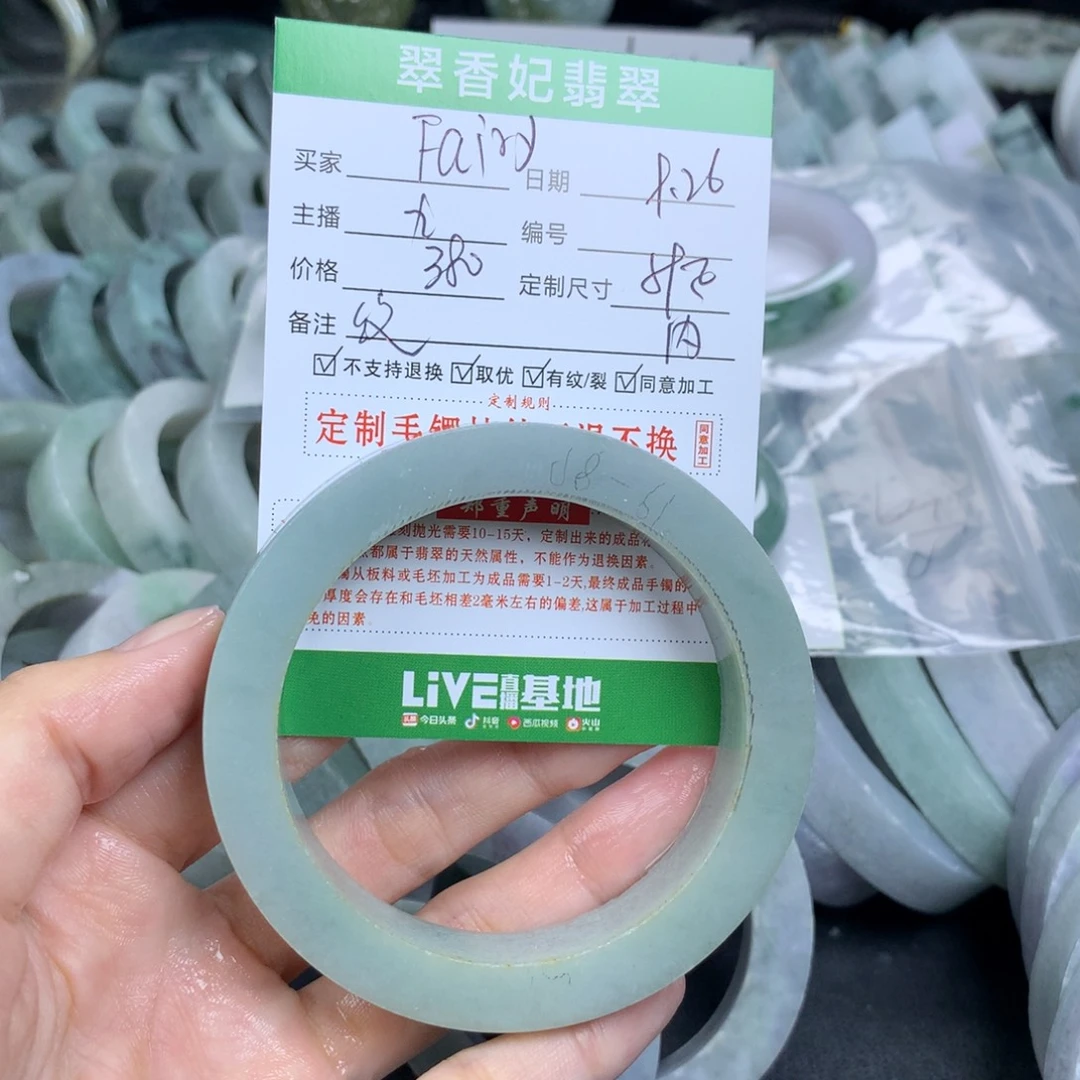 翠香妃翡翠
买家 日期 8.26
主播 九 编号
价格 380 定制尺寸
备注 纹 内
☑不支持退换 ☑取优 ☑有纹/裂 ☑同意加工
定制规则
定制毛镯 退不换 同意加工
48-
郑重声明
刻抛光需要10-15天,定制出来的成品
都属于翡翠的天然属性,不能作为退换因素
从板料或毛坯加工为成品需要1-2天,最终成品手镯的
厚度会存在和毛坯相差2毫米左右的偏差,这属于加工过程中
免的因素
LiVE直播基地
头条 今日头条 抖音 西瓜视频 火山